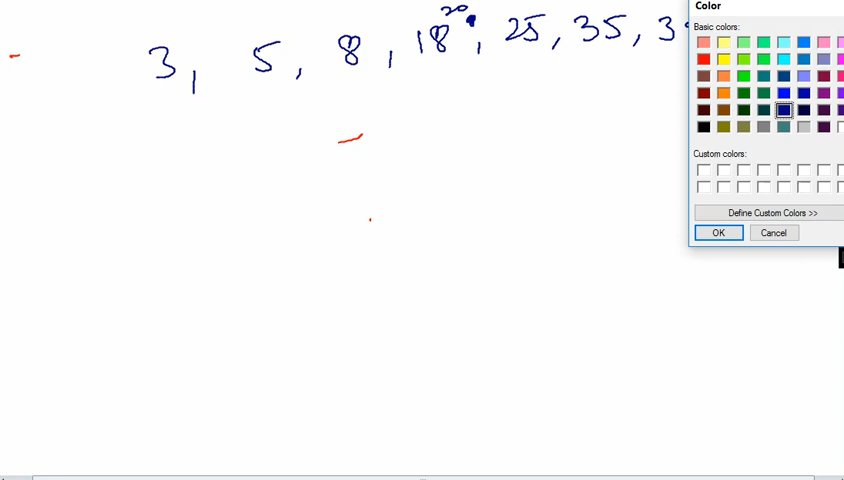 Color
Basic colors:
20
3, 5, 8, 18, 25, 35, 3
Custom colors:
Define Custom Colors >>
OK Cancel